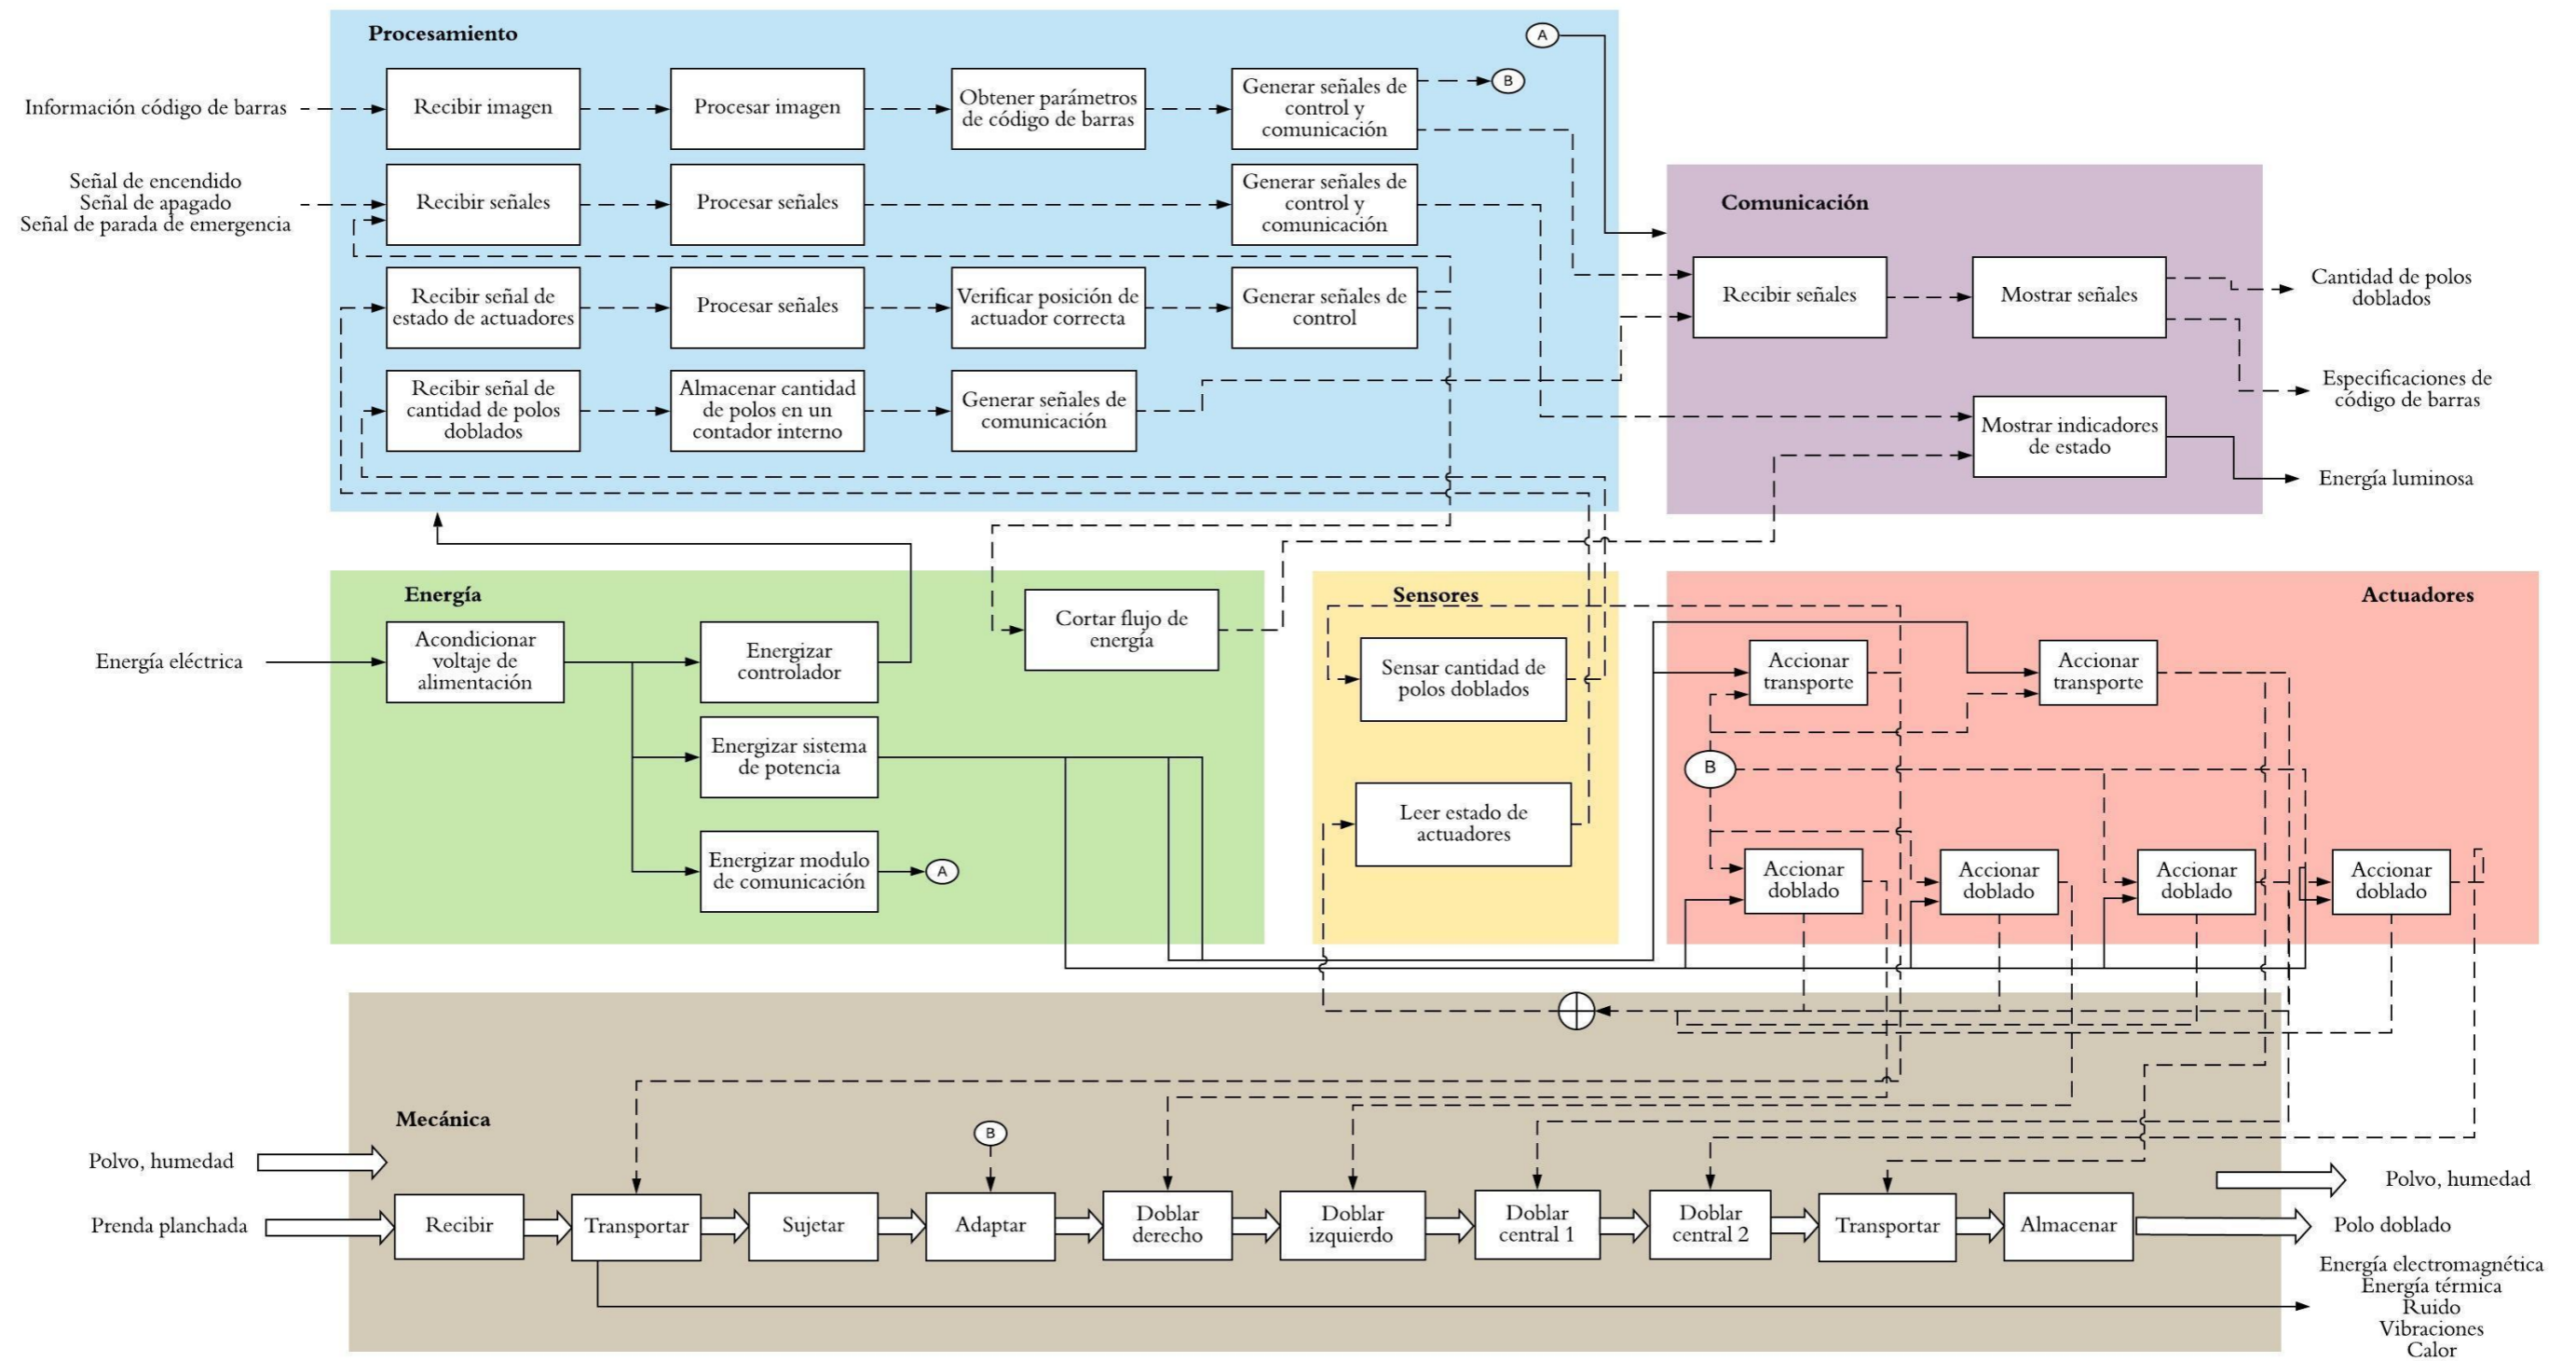 Procesamiento
A
Información código de barras
Recibir imagen
Procesar imagen
Obtener parámetros
de código de barras
Generar señales de
control y
comunicación
B
Señal de encendido
Señal de apagado
Señal de parada de emergencia
Recibir señales
Procesar señales
Generar señales de
control y
comunicación
Recibir señal de
estado de actuadores
Procesar señales
Verificar posición de
actuador correcta
Generar señales de
control
Recibir señal de
cantidad de polos
doblados
Almacenar cantidad
de polos en un
contador interno
Generar señales de
comunicación
Comunicación
Recibir señales
Mostrar señales
Cantidad de polos
doblados
Especificaciones de
código de barras
Mostrar indicadores
de estado
Energía luminosa
Energía
Energía eléctrica
Acondicionar
voltaje de
alimentación
Energizar
controlador
Cortar flujo de
energía
Energizar sistema
de potencia
Energizar modulo
de comunicación
A
Sensores
Sensar cantidad de
polos doblados
Leer estado de
actuadores
Actuadores
Accionar
transporte
Accionar
transporte
B
Accionar
doblado
Accionar
doblado
Accionar
doblado
Accionar
doblado
Mecánica
B
Polvo, humedad
Prenda planchada
Recibir
Transportar
Sujetar
Adaptar
Doblar
derecho
Doblar
izquierdo
Doblar
central 1
Doblar
central 2
Transportar
Almacenar
Polvo, humedad
Polo doblado
Energía electromagnética
Energía térmica
Ruido
Vibraciones
Calor